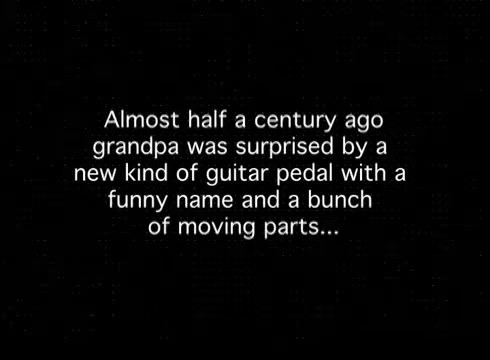 Almost half a century ago
grandpa was surprised by a
new kind of guitar pedal with a
funny name and a bunch
of moving parts...